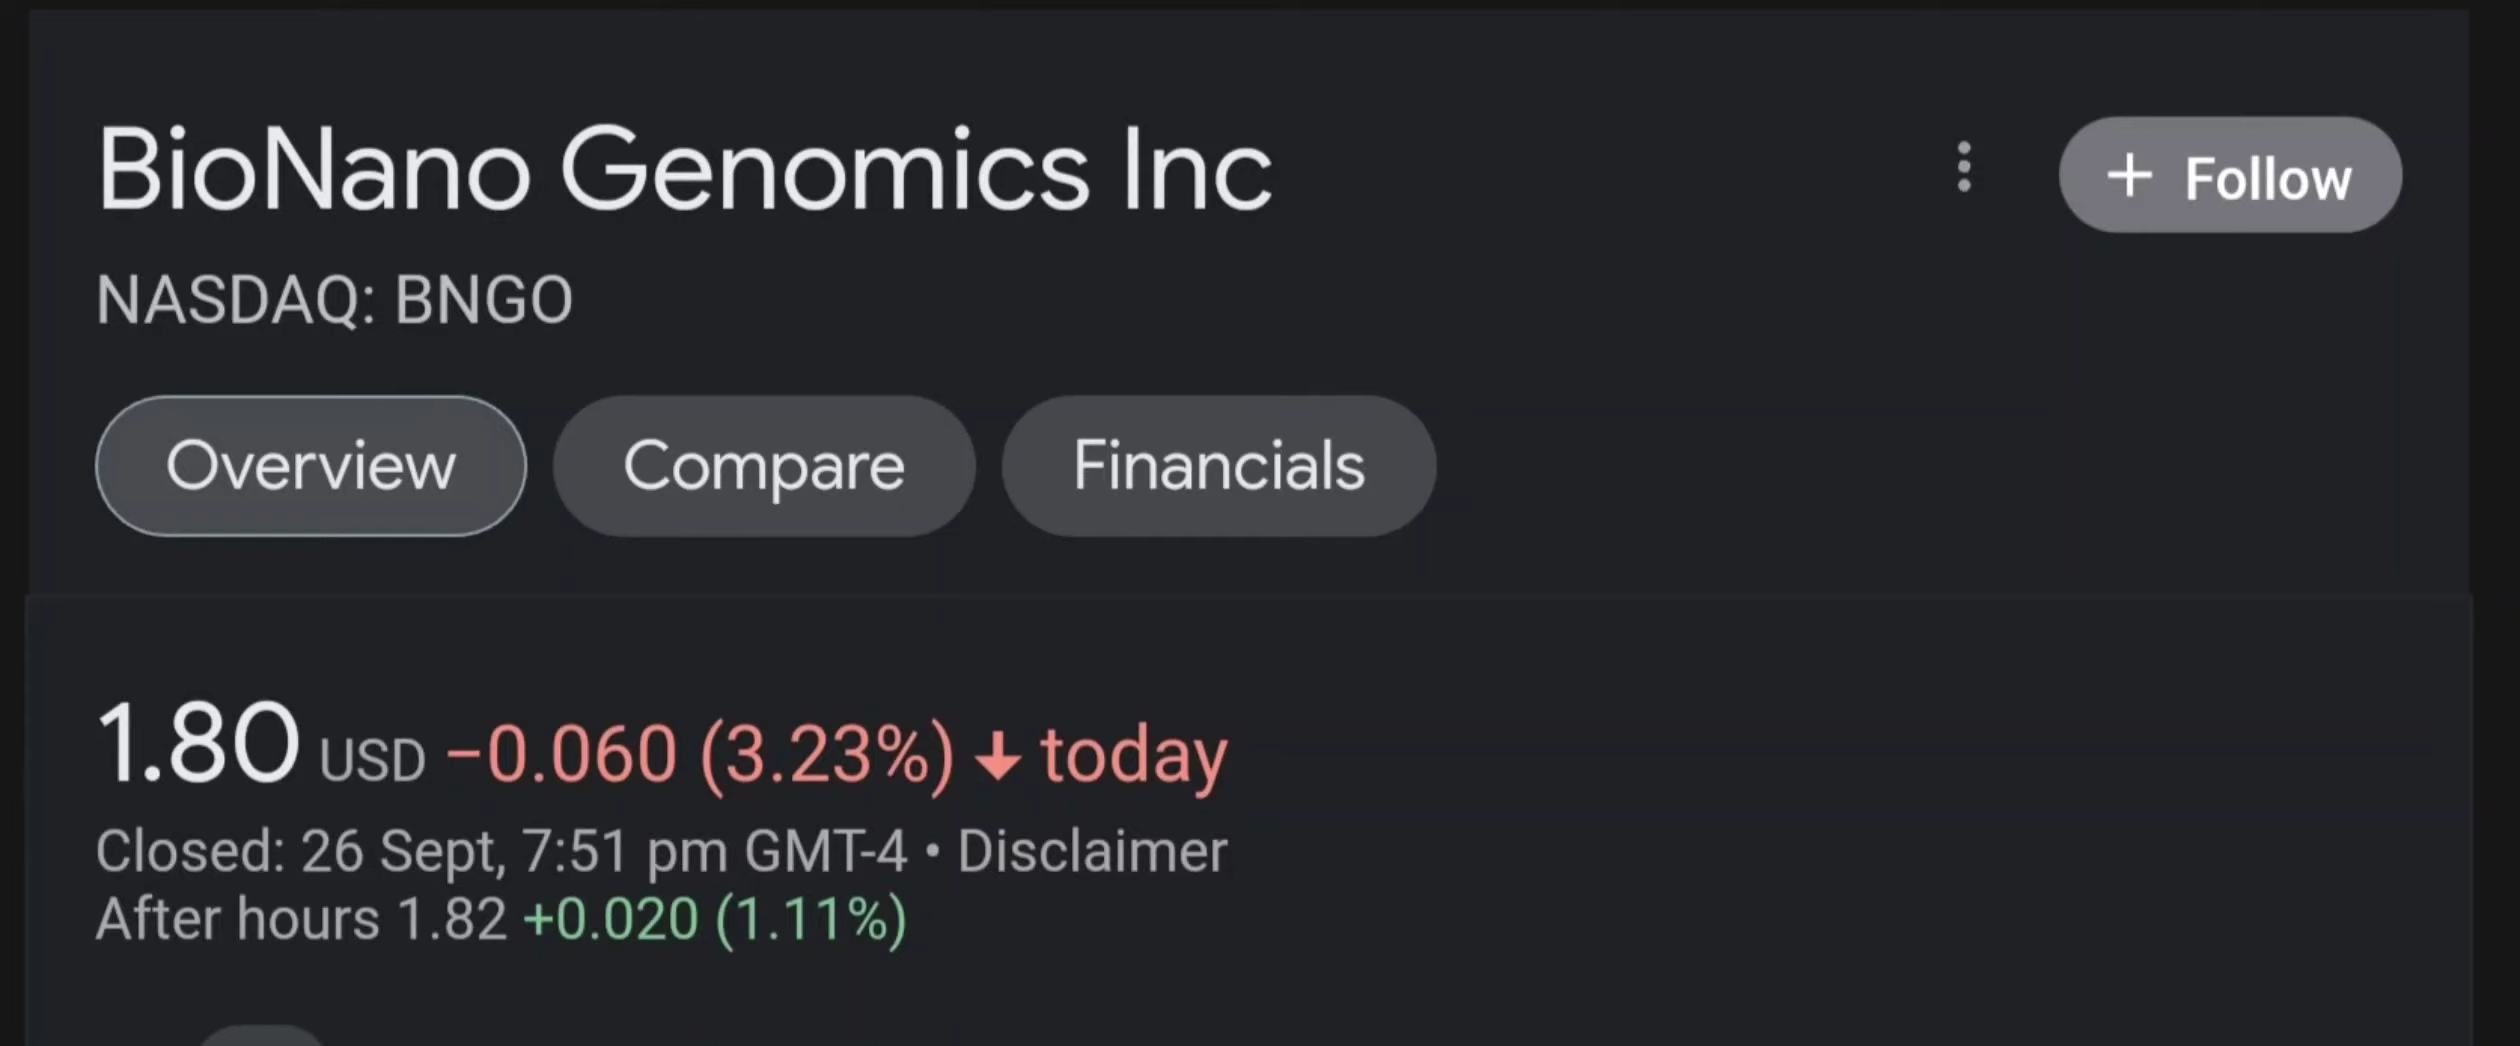 BioNano Genomics Inc
+ Follow
NASDAQ: BNGO
Overview
Compare
Financials
1.80 USD −0.060 (3.23%) ↓ today
Closed: 26 Sept, 7:51 pm GMT-4 • Disclaimer
After hours 1.82 +0.020 (1.11%)